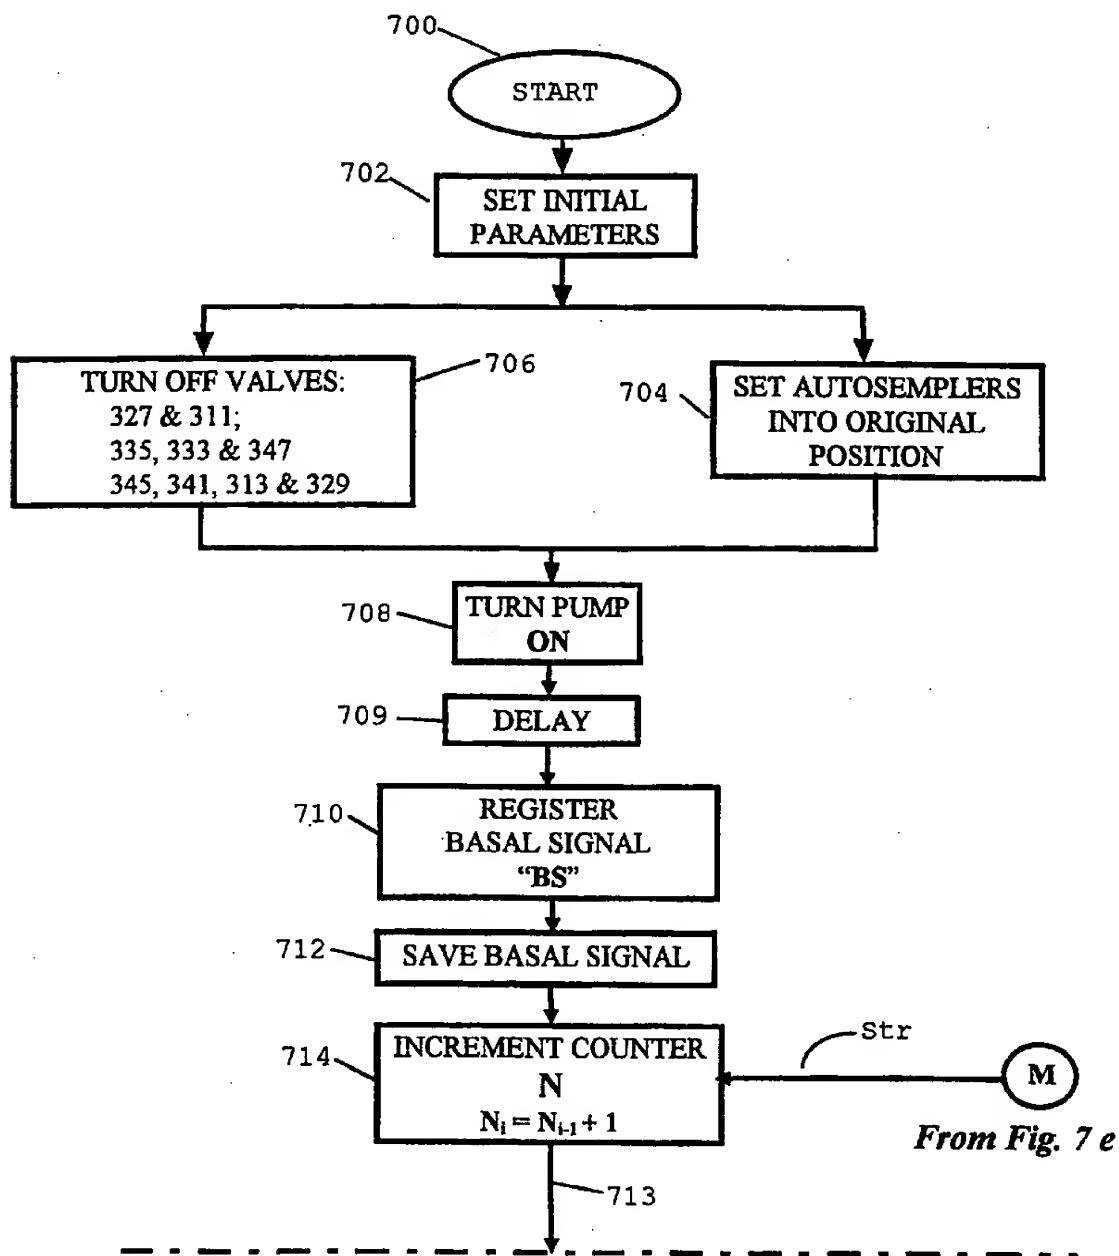 700
START
702
SET INITIAL
PARAMETERS
706
TURN OFF VALVES:
327 & 311;
335, 333 & 347
345, 341, 313 & 329
704
SET AUTOSEMPLERS
INTO ORIGINAL
POSITION
708
TURN PUMP
ON
709
DELAY
710
REGISTER
BASAL SIGNAL
“BS”
712
SAVE BASAL SIGNAL
714
INCREMENT COUNTER
N
Nᵢ = Nᵢ₋₁ + 1
Str
M
From Fig. 7 e
713